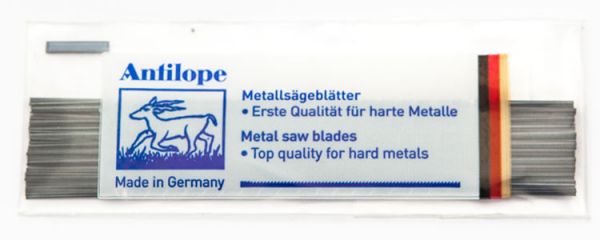 Antilope
Metallsägeblätter
• Erste Qualität für harte Metalle
Metal saw blades
• Top quality for hard metals
Made in Germany